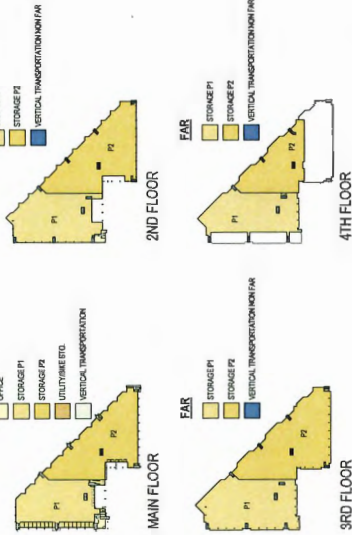 OFFICE
STORAGE P1
STORAGE P2
UTILITY/BIKE STO.
VERTICAL TRANSPORTATION
P1
P2
MAIN FLOOR
STORAGE P2
VERTICAL TRANSPORTATION NON FAR
P1
P2
2ND FLOOR
FAR
STORAGE P1
STORAGE P2
VERTICAL TRANSPORTATION NON FAR
P1
P2
3RD FLOOR
FAR
STORAGE P1
STORAGE P2
VERTICAL TRANSPORTATION NON FAR
P1
P2
4TH FLOOR